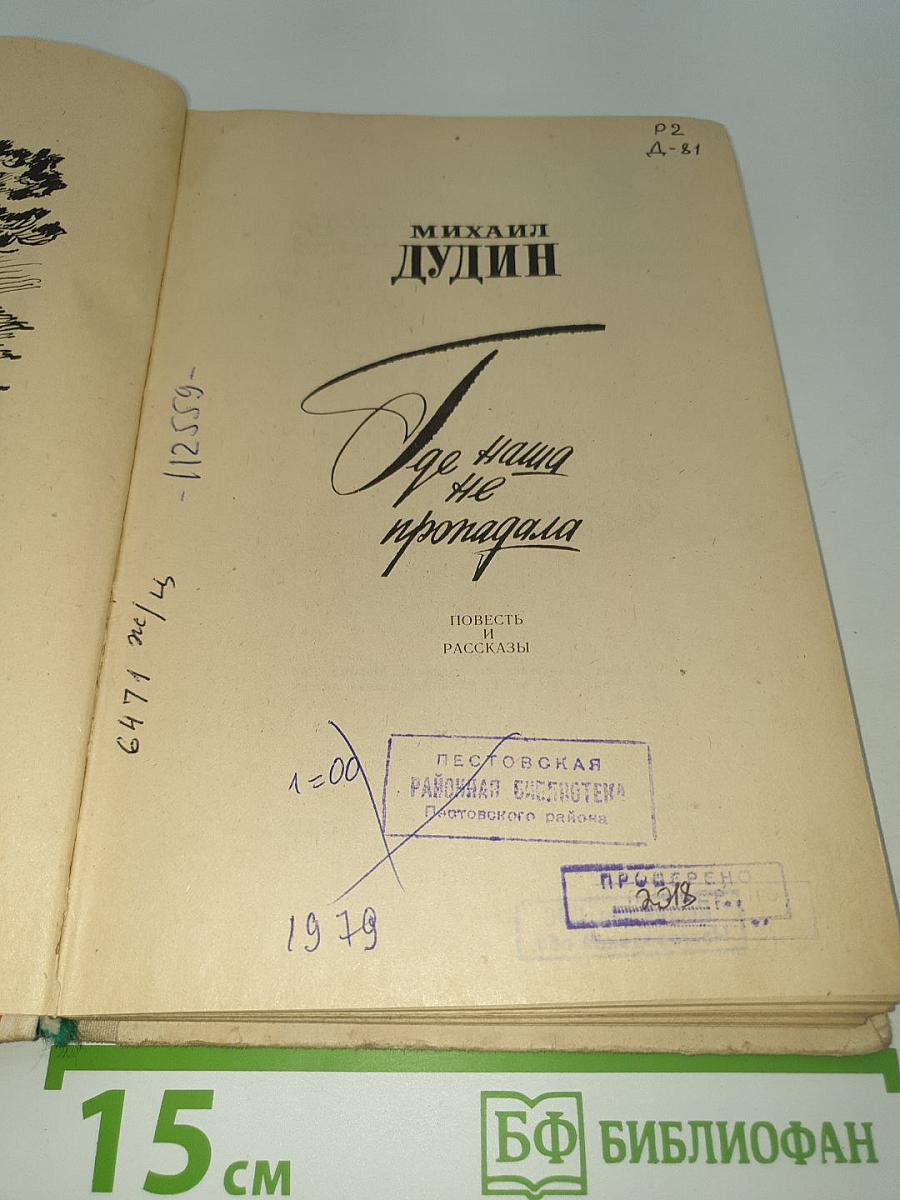 Р2
Д-81
МИХАИЛ
ДУДИН
Где наша
не
пропадала
ПОВЕСТЬ
И
РАССКАЗЫ
-112559-
6471 ж/ц
1=00
ПЕСТОВСКАЯ
РАЙОННАЯ БИБЛИОТЕКА
Пестовского района
1979
ПРОВЕРЕНО
2018
15 см
БФ БИБЛИОФАН